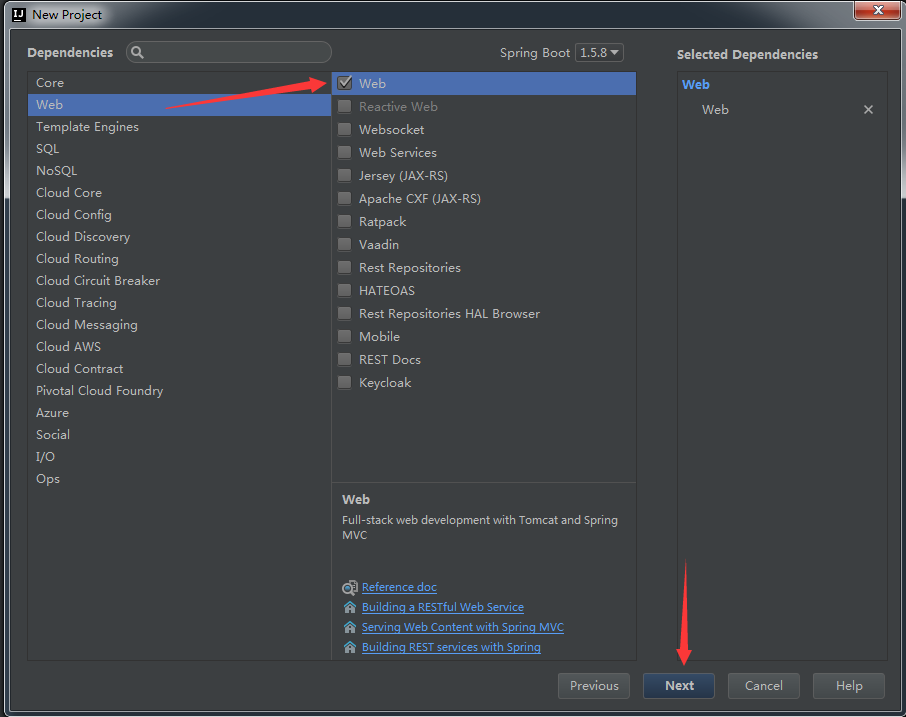 IJ New Project
Dependencies
Spring Boot 1.5.8
Selected Dependencies
Core
Web
Template Engines
SQL
NoSQL
Cloud Core
Cloud Config
Cloud Discovery
Cloud Routing
Cloud Circuit Breaker
Cloud Tracing
Cloud Messaging
Cloud AWS
Cloud Contract
Pivotal Cloud Foundry
Azure
Social
I/O
Ops
Web
Reactive Web
Websocket
Web Services
Jersey (JAX-RS)
Apache CXF (JAX-RS)
Ratpack
Vaadin
Rest Repositories
HATEOAS
Rest Repositories HAL Browser
Mobile
REST Docs
Keycloak
Web
Full-stack web development with Tomcat and Spring
MVC
Reference doc
Building a RESTful Web Service
Serving Web Content with Spring MVC
Building REST services with Spring
Web
Web
Previous
Next
Cancel
Help